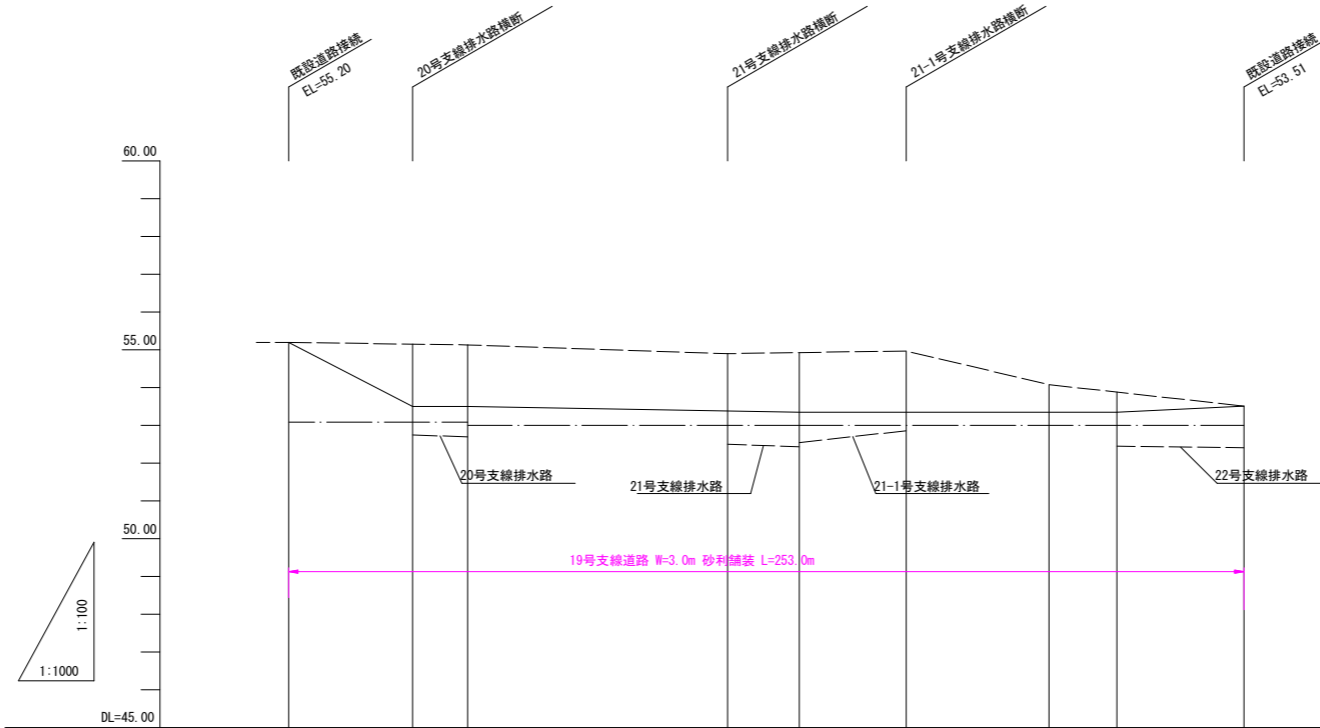 既設道路接続
EL=55.20
20号支線排水路横断
21号支線排水路横断
21-1号支線排水路横断
既設道路接続
EL=53.51
60.00
55.00
20号支線排水路
21号支線排水路
21-1号支線排水路
22号支線排水路
50.00
19号支線道路 W=3.0m 砂利舗装 L=253.0m
1:100
1:1000
DL=45.00